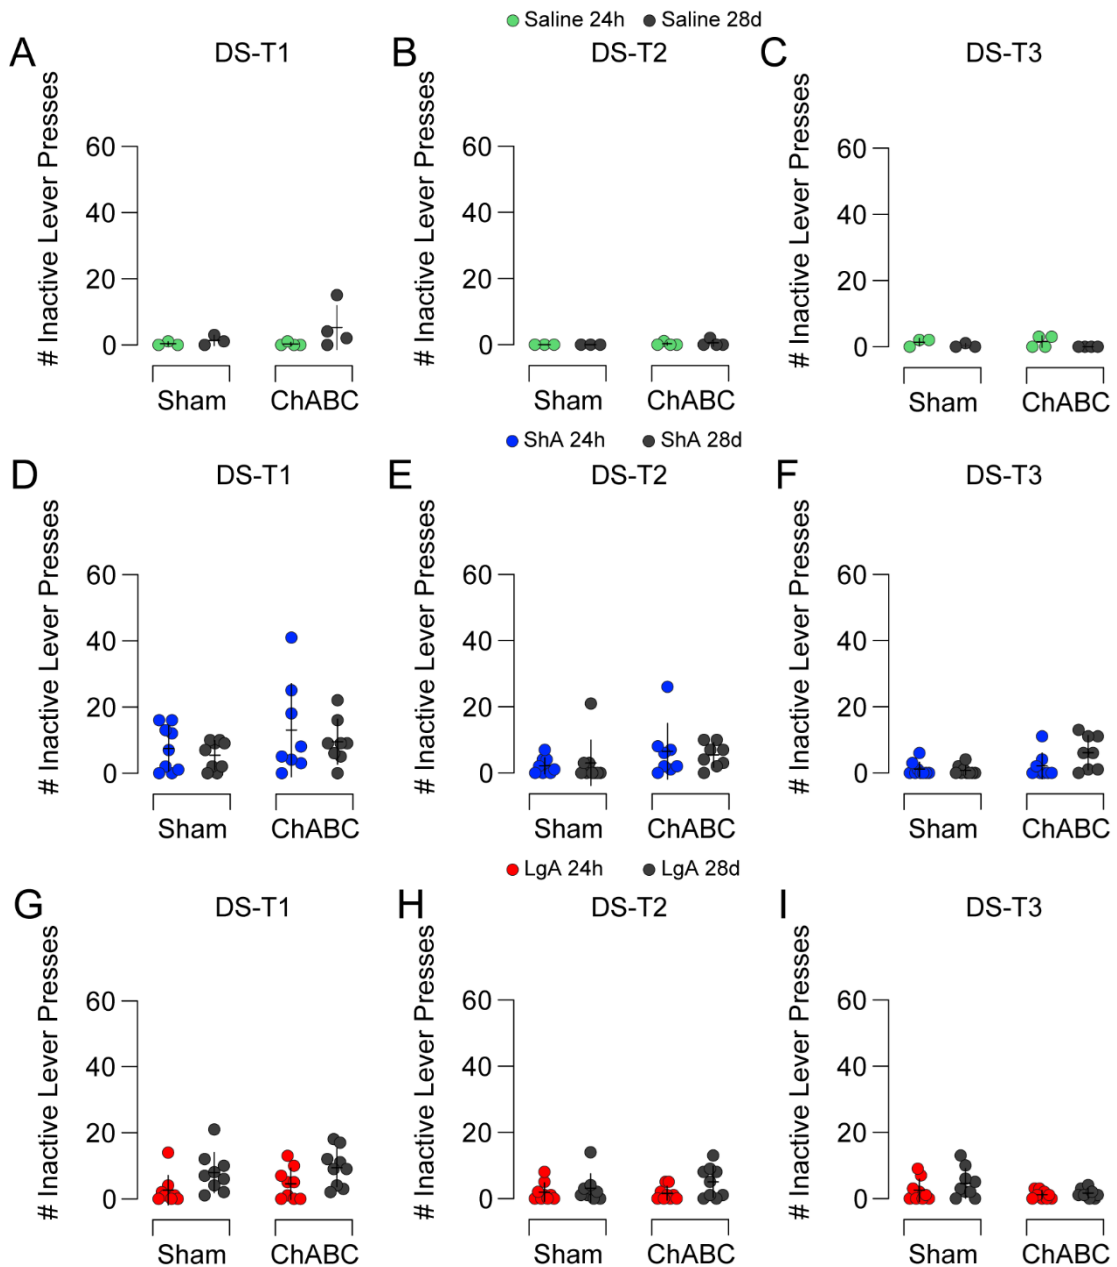 Saline 24h Saline 28d
A DS-T1 B DS-T2 C DS-T3
# Inactive Lever Presses # Inactive Lever Presses # Inactive Lever Presses
60 60 60
40 40 40
20 20 20
0 0 0
Sham ChABC Sham ChABC Sham ChABC
ShA 24h ShA 28d
D DS-T1 E DS-T2 F DS-T3
# Inactive Lever Presses # Inactive Lever Presses # Inactive Lever Presses
60 60 60
40 40 40
20 20 20
0 0 0
Sham ChABC Sham ChABC Sham ChABC
LgA 24h LgA 28d
G DS-T1 H DS-T2 I DS-T3
# Inactive Lever Presses # Inactive Lever Presses # Inactive Lever Presses
60 60 60
40 40 40
20 20 20
0 0 0
Sham ChABC Sham ChABC Sham ChABC